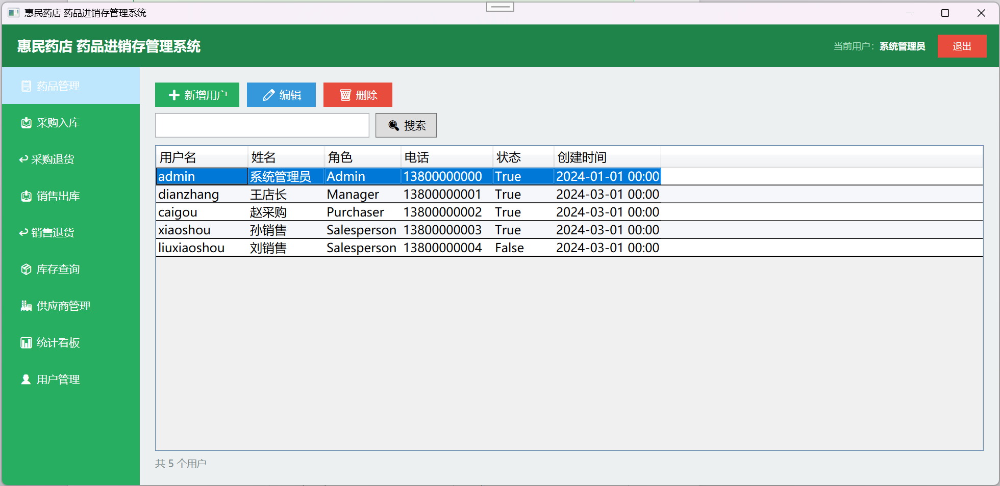 惠民药店 药品进销存管理系统
惠民药店 药品进销存管理系统
当前用户： 系统管理员 退出
药品管理
采购入库
采购退货
销售出库
销售退货
库存查询
供应商管理
统计看板
用户管理
新增用户 编辑 删除
搜索
用户名 姓名 角色 电话 状态 创建时间
admin 系统管理员 Admin 13800000000 True 2024-01-01 00:00
dianzhang 王店长 Manager 13800000001 True 2024-03-01 00:00
caigou 赵采购 Purchaser 13800000002 True 2024-03-01 00:00
xiaoshou 孙销售 Salesperson 13800000003 True 2024-03-01 00:00
liuxiaoshou 刘销售 Salesperson 13800000004 False 2024-03-01 00:00
共 5 个用户